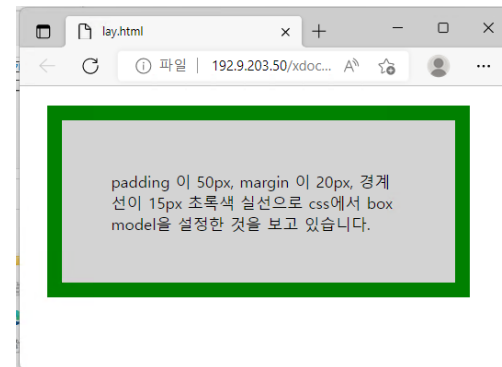 lay.html
파일 | 192.9.203.50/xdoc...
padding 이 50px, margin 이 20px, 경계
선이 15px 초록색 실선으로 css에서 box
model을 설정한 것을 보고 있습니다.